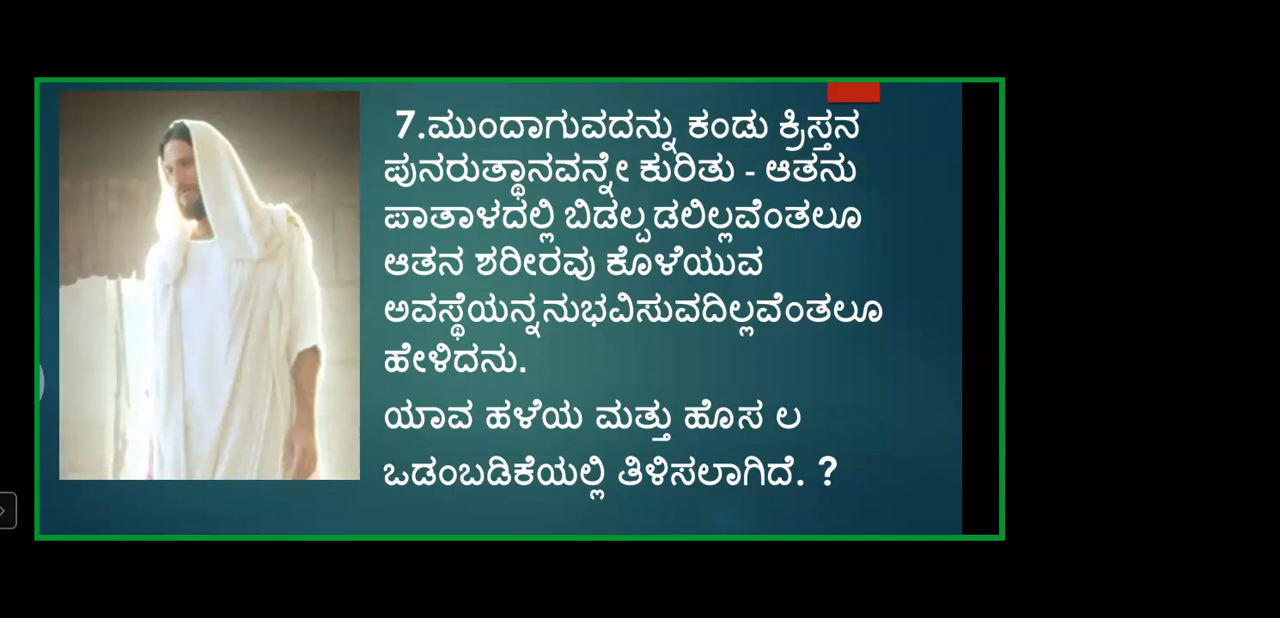 7.ಮುಂದಾಗುವದನ್ನು ಕಂಡು ಕ್ರಿಸ್ತನ
ಪುನರುತ್ಥಾನವನ್ನೇ ಕುರಿತು - ಆತನು
ಪಾತಾಳದಲ್ಲಿ ಬಿಡಲ್ಪಡಲಿಲ್ಲವೆಂತಲೂ
ಆತನ ಶರೀರವು ಕೊಳೆಯುವ
ಅವಸ್ಥೆಯನ್ನನುಭವಿಸುವದಿಲ್ಲವೆಂತಲೂ
ಹೇಳಿದನು.
ಯಾವ ಹಳೆಯ ಮತ್ತು ಹೊಸ ಲ
ಒಡಂಬಡಿಕೆಯಲ್ಲಿ ತಿಳಿಸಲಾಗಿದೆ. ?